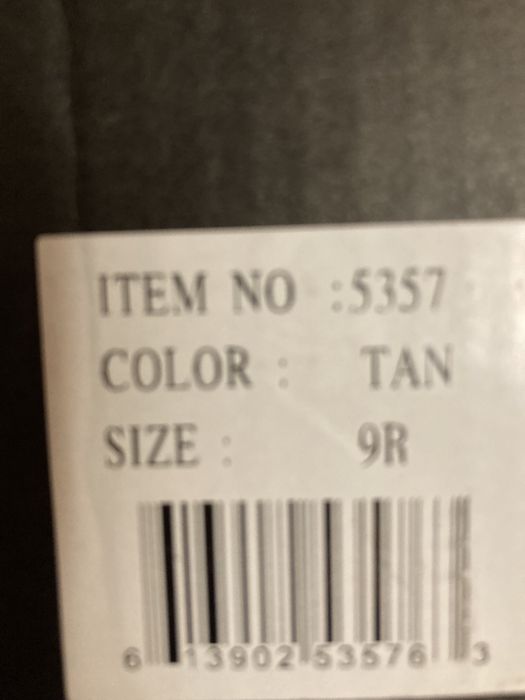 ITEM NO :5357
COLOR : TAN
SIZE : 9R
6 13902 53576 3